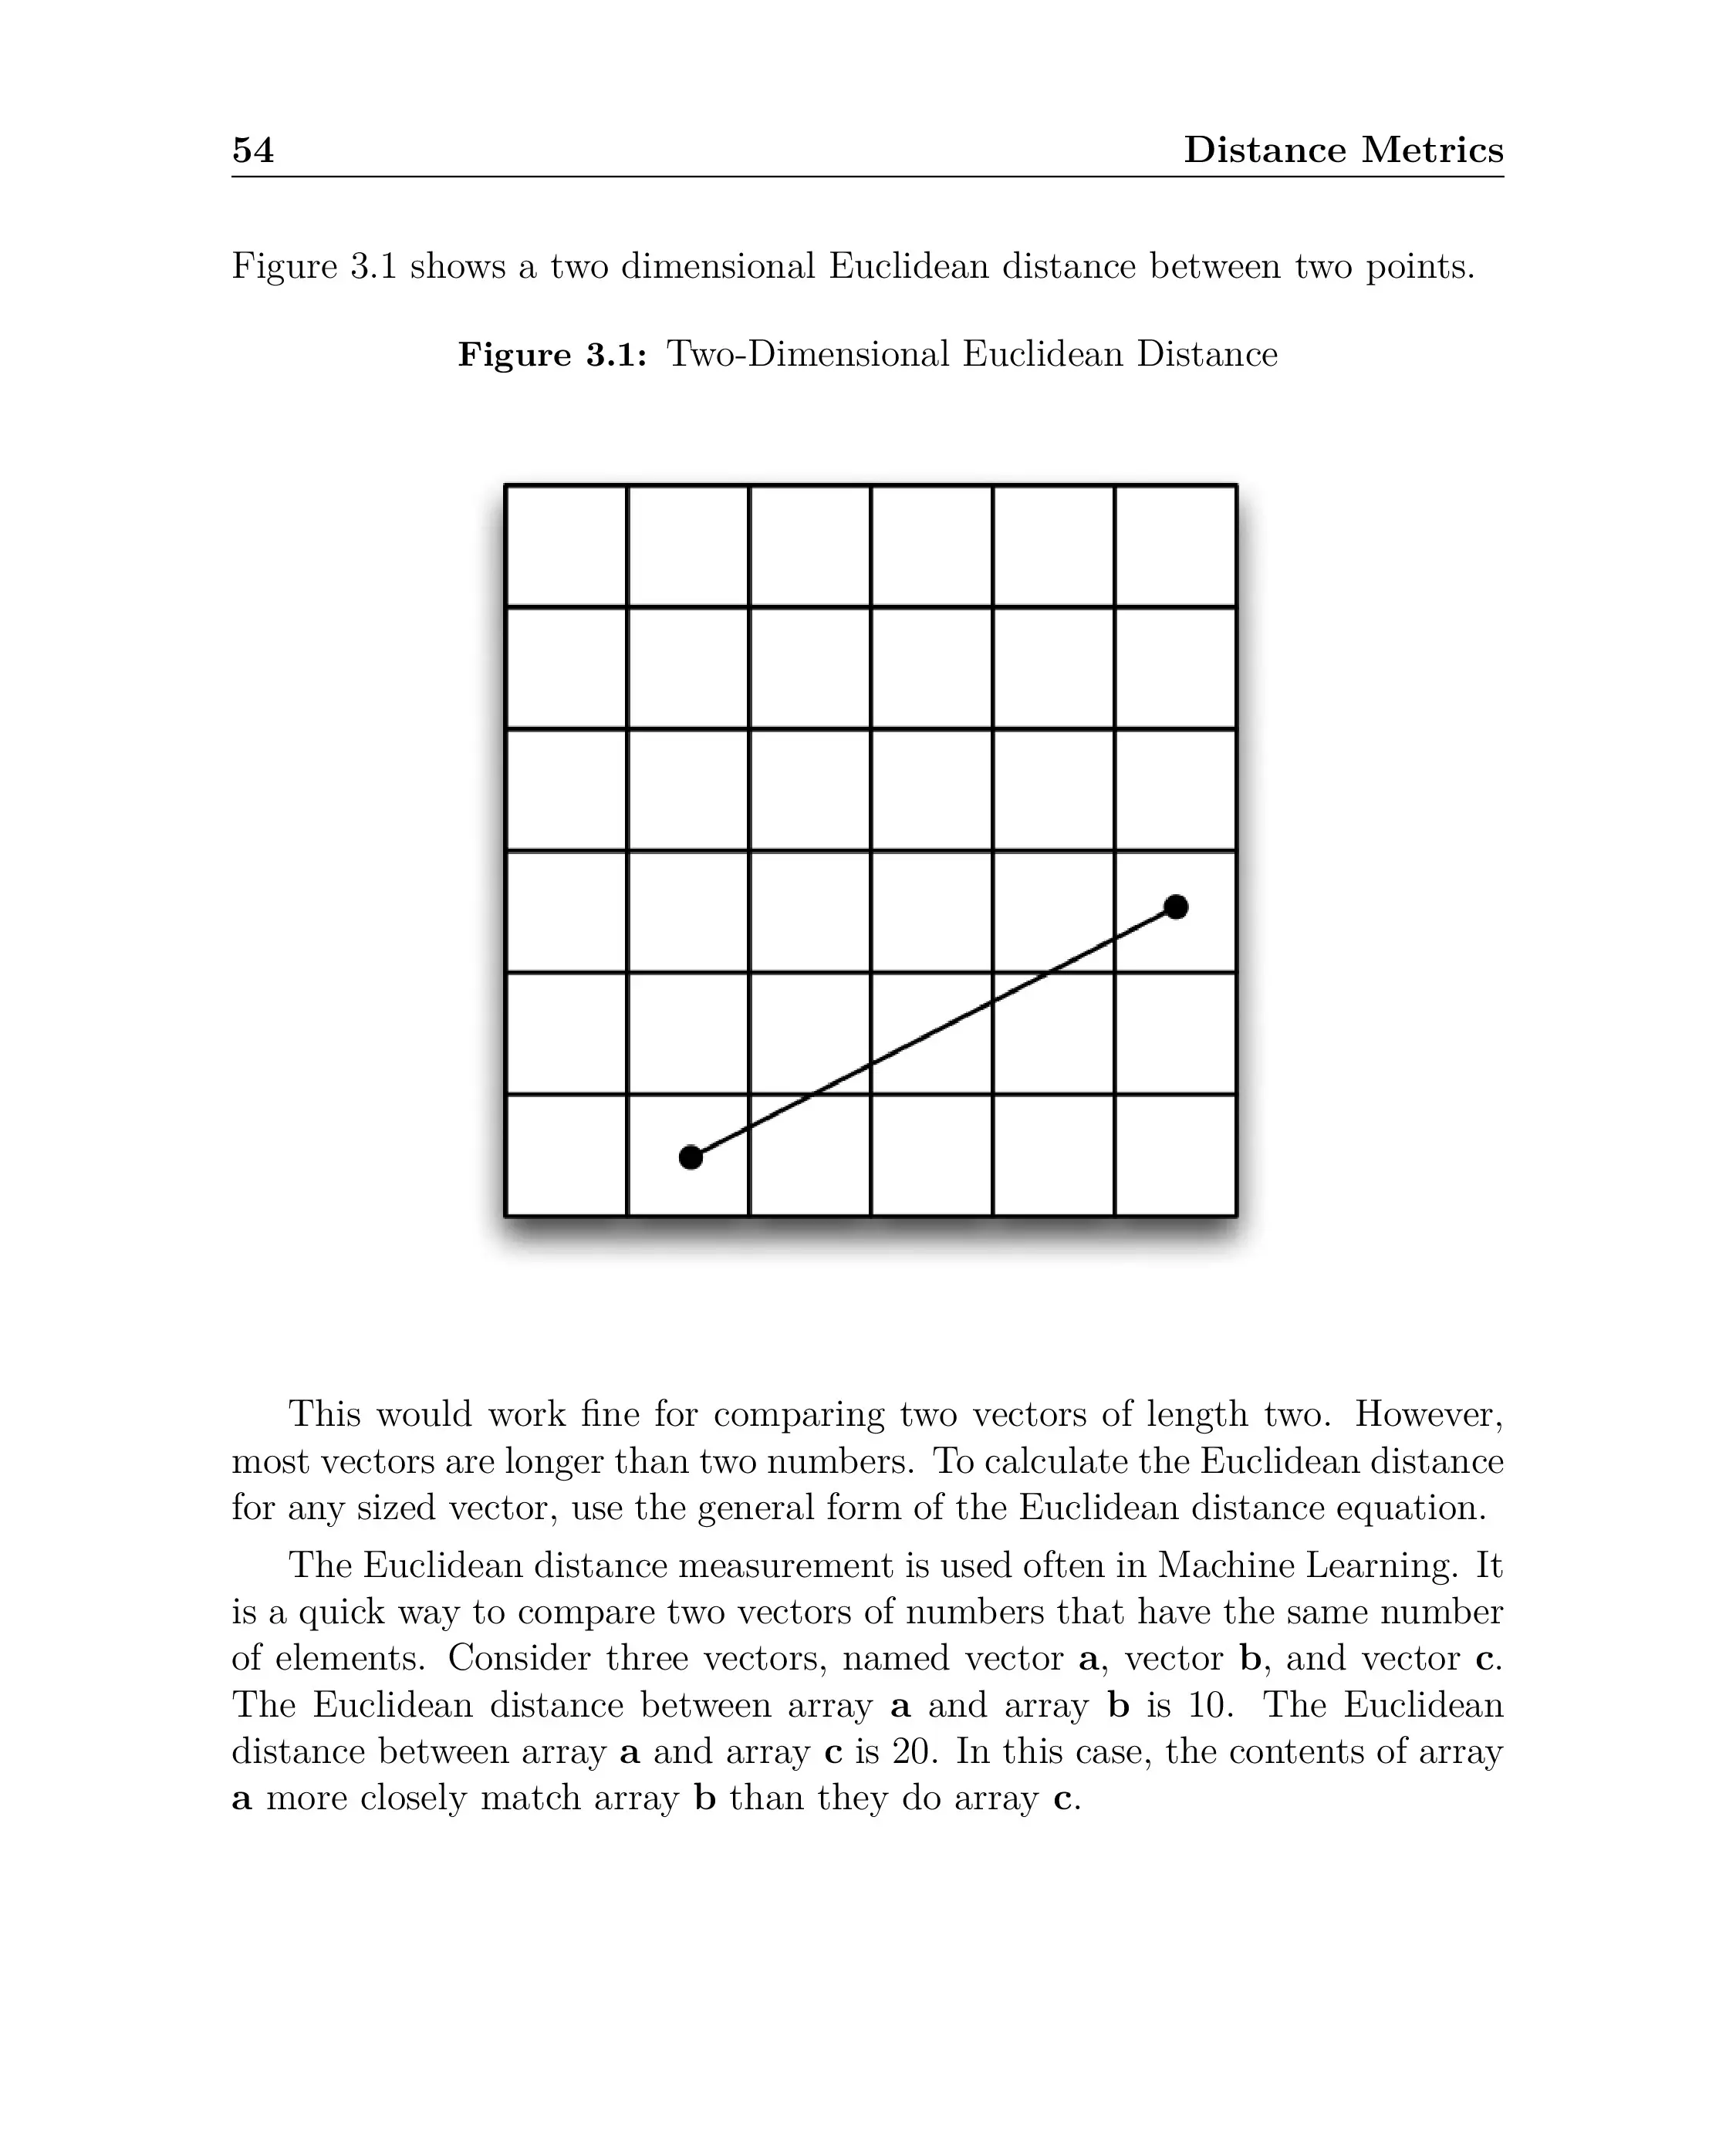 54 Distance Metrics
Figure 3.1 shows a two dimensional Euclidean distance between two points.
Figure 3.1: Two-Dimensional Euclidean Distance
This would work fine for comparing two vectors of length two. However,
most vectors are longer than two numbers. To calculate the Euclidean distance
for any sized vector, use the general form of the Euclidean distance equation.
The Euclidean distance measurement is used often in Machine Learning. It
is a quick way to compare two vectors of numbers that have the same number
of elements. Consider three vectors, named vector a, vector b, and vector c.
The Euclidean distance between array a and array b is 10. The Euclidean
distance between array a and array c is 20. In this case, the contents of array
a more closely match array b than they do array c.